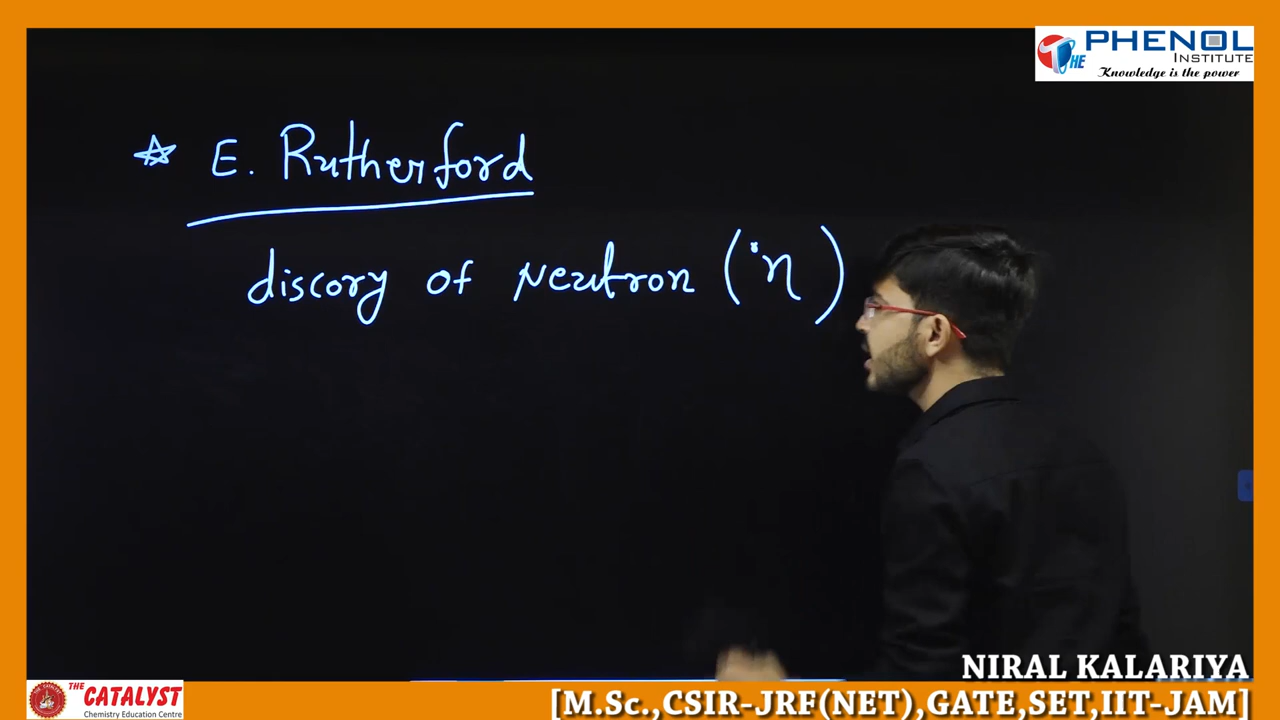 THE PHENOL
INSTITUTE
Knowledge is the power
☆ E. Rutherford
discory of Neutron (n)
NIRAL KALARIYA
[M.Sc.,CSIR-JRF(NET),GATE,SET,IIT-JAM]
THE CATALYST
Chemistry Education Centre